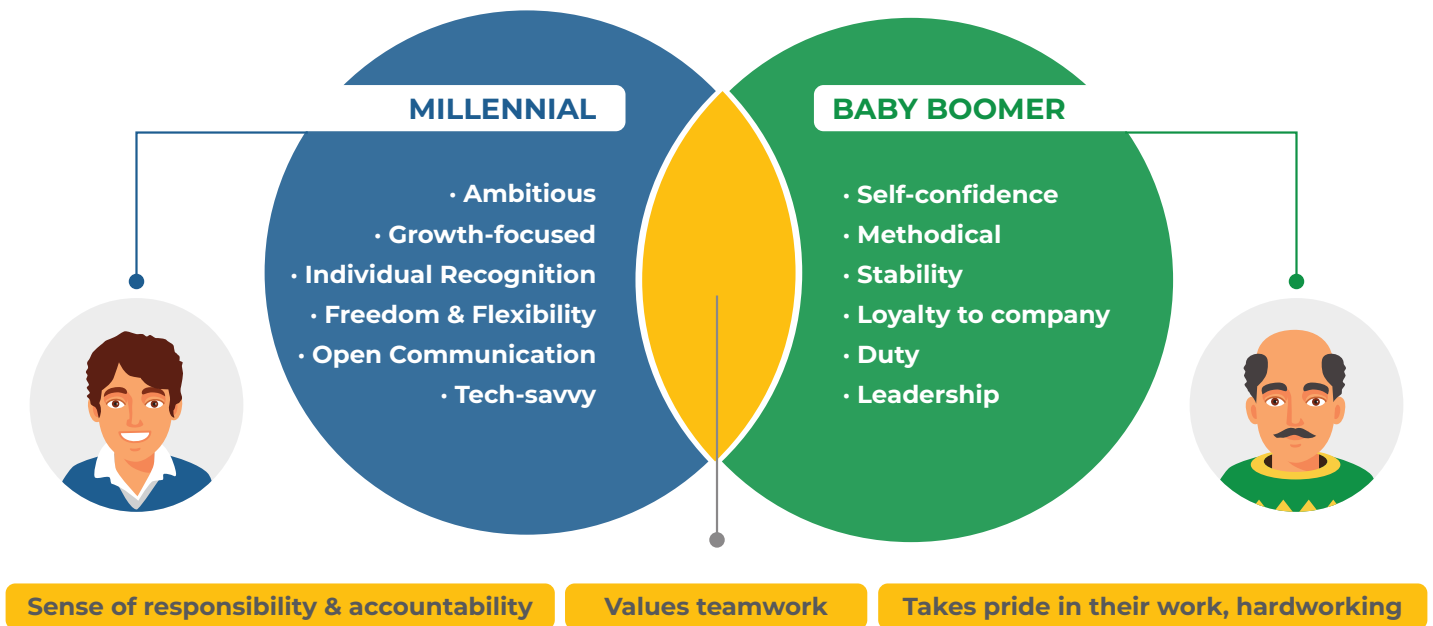 MILLENNIAL
· Ambitious
· Growth-focused
· Individual Recognition
· Freedom & Flexibility
· Open Communication
· Tech-savvy
BABY BOOMER
· Self-confidence
· Methodical
· Stability
· Loyalty to company
· Duty
· Leadership
Sense of responsibility & accountability
Values teamwork
Takes pride in their work, hardworking